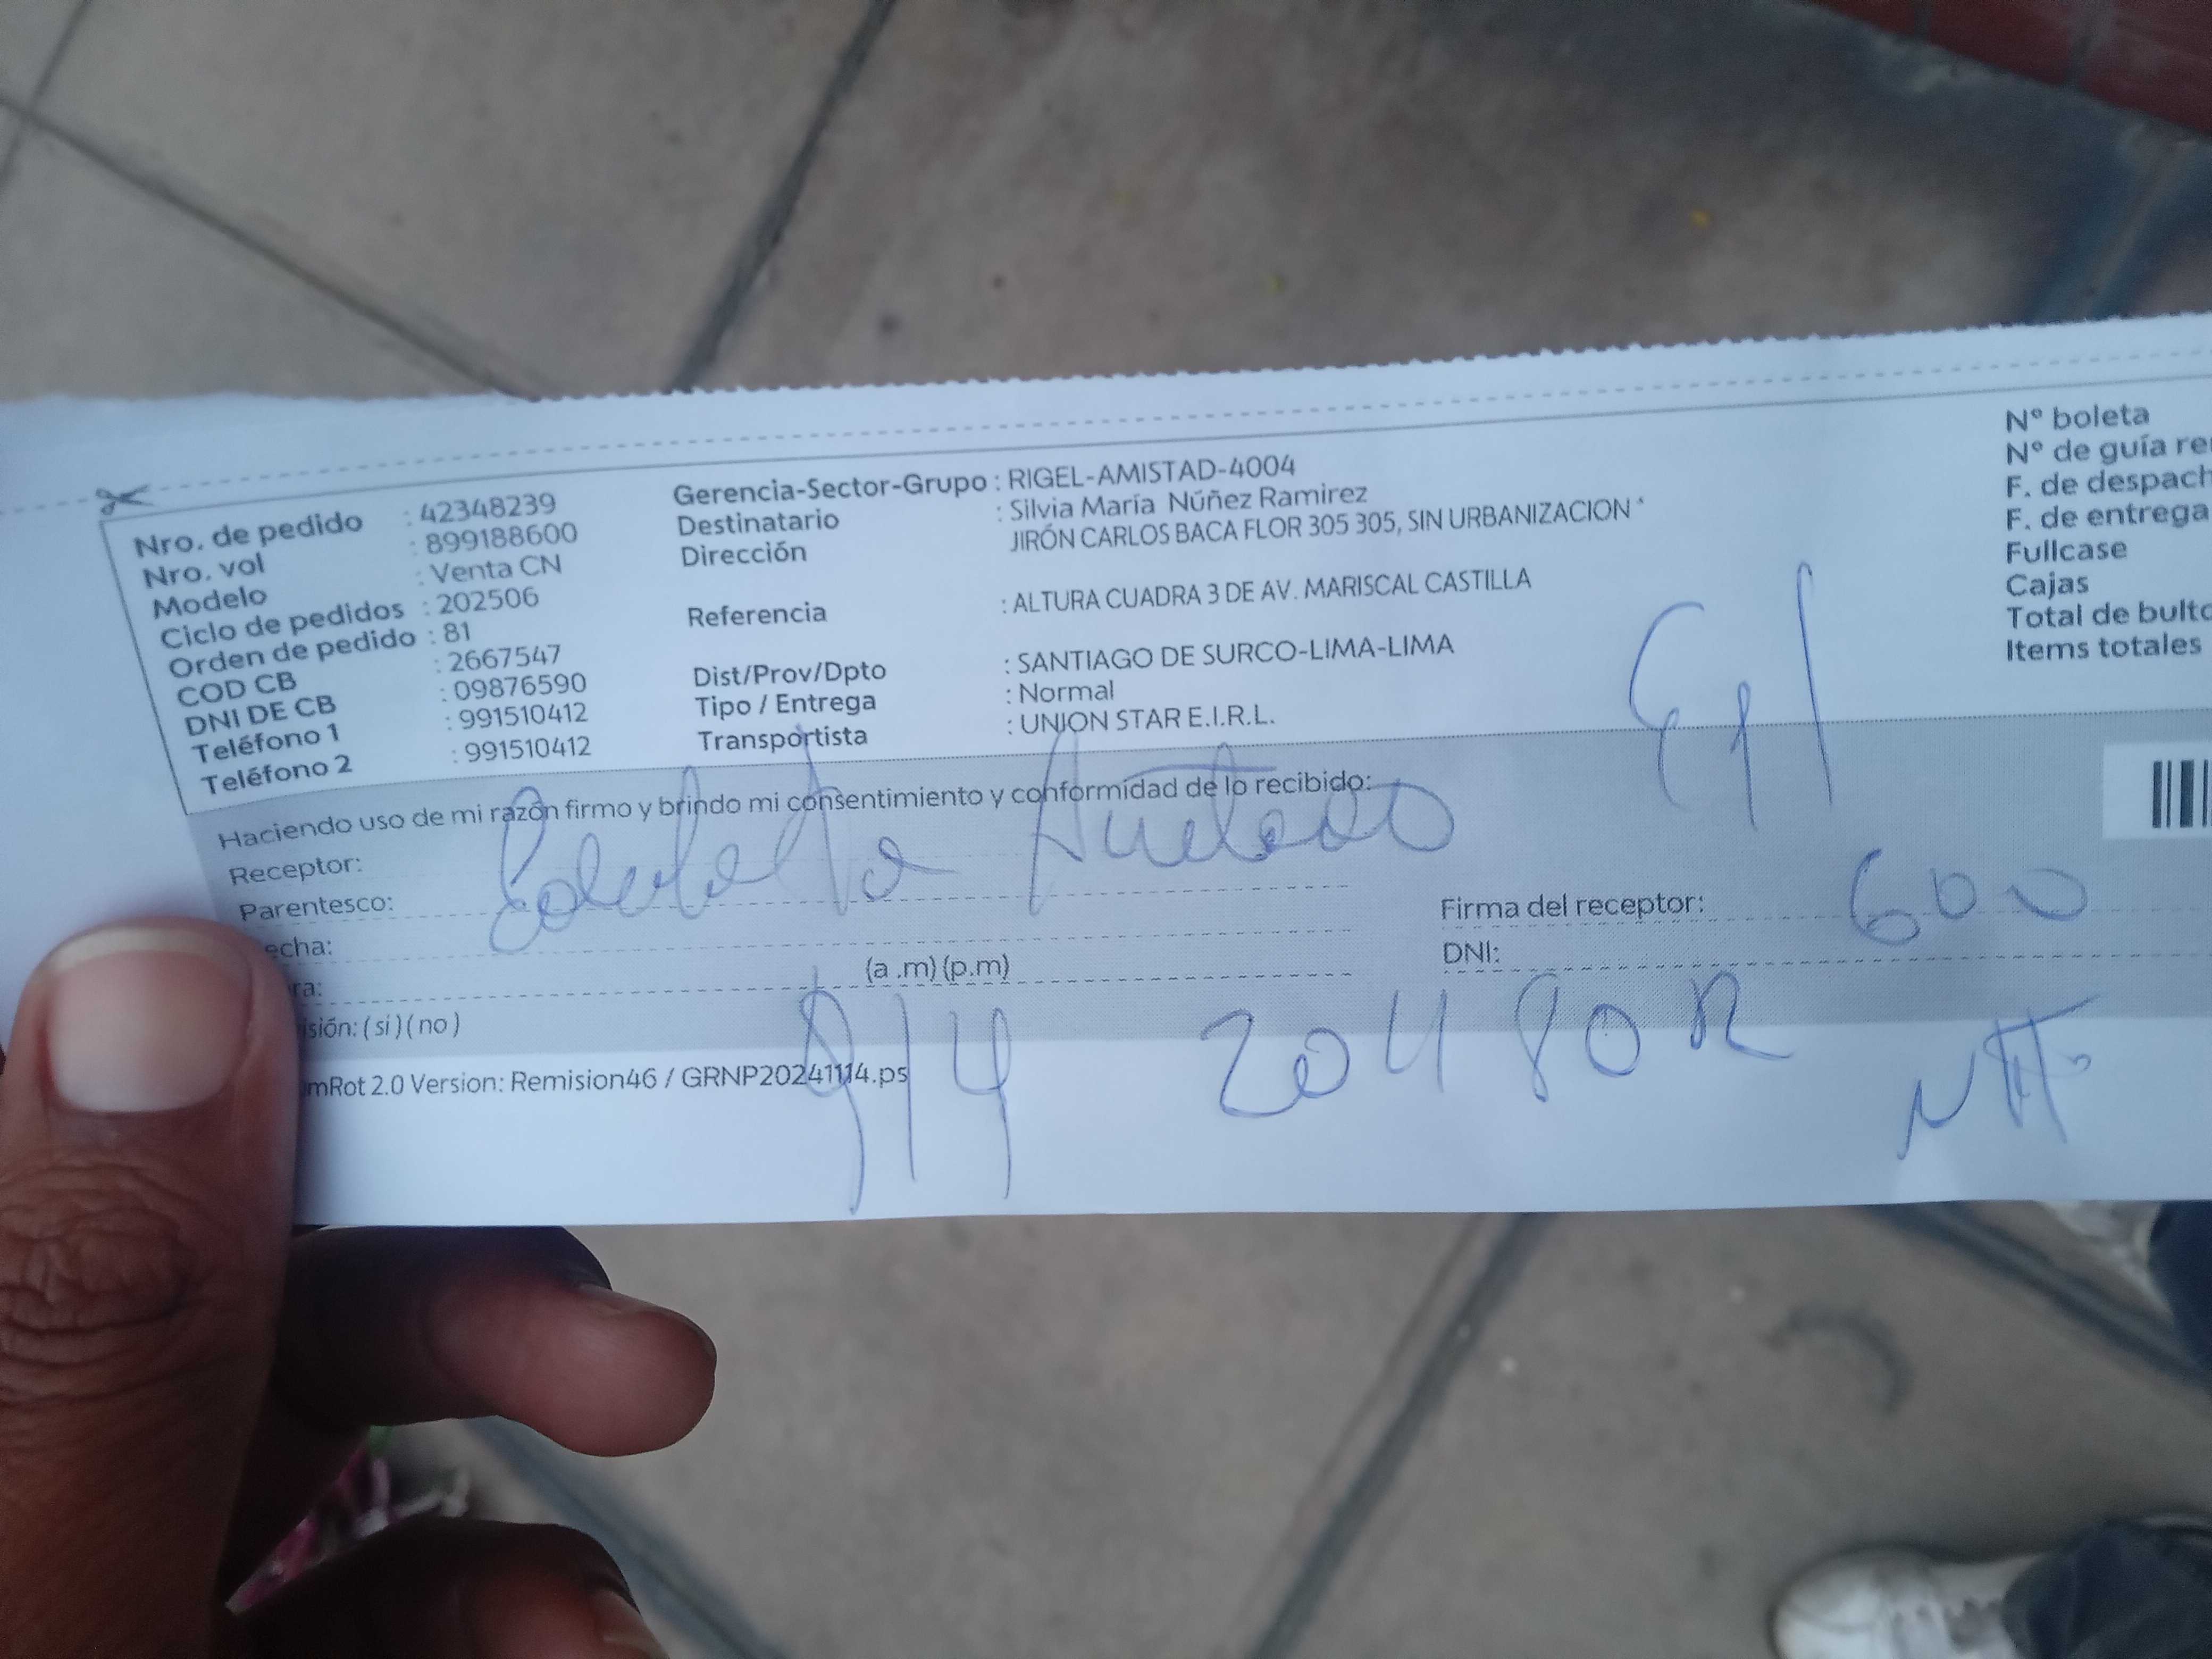 Nro. de pedido : 42348239
Nro. vol : 899188600
Modelo : Venta CN
Ciclo de pedidos : 202506
Orden de pedido : 81
COD CB : 2667547
DNI DE CB : 09876590
Teléfono 1 : 991510412
Teléfono 2 : 991510412
Gerencia-Sector-Grupo : RIGEL-AMISTAD-4004
Destinatario : Silvia María Núñez Ramirez
Dirección JIRÓN CARLOS BACA FLOR 305 305, SIN URBANIZACION
Referencia : ALTURA CUADRA 3 DE AV. MARISCAL CASTILLA
Dist/Prov/Dpto : SANTIAGO DE SURCO-LIMA-LIMA
Tipo / Entrega : Normal
Transportista : UNION STAR E.I.R.L.
Nº boleta
Nº de guía re
F. de despach
F. de entrega
Fullcase
Cajas
Total de bulto
Items totales
Haciendo uso de mi razón firmo y brindo mi consentimiento y conformidad de lo recibido:
Receptor:
Parentesco:
echa:
ra: (a .m) (p.m)
isión: ( si ) ( no )
Firma del receptor: 600
DNI:
20480R
mRot 2.0 Version: Remision46 / GRNP20241114.ps